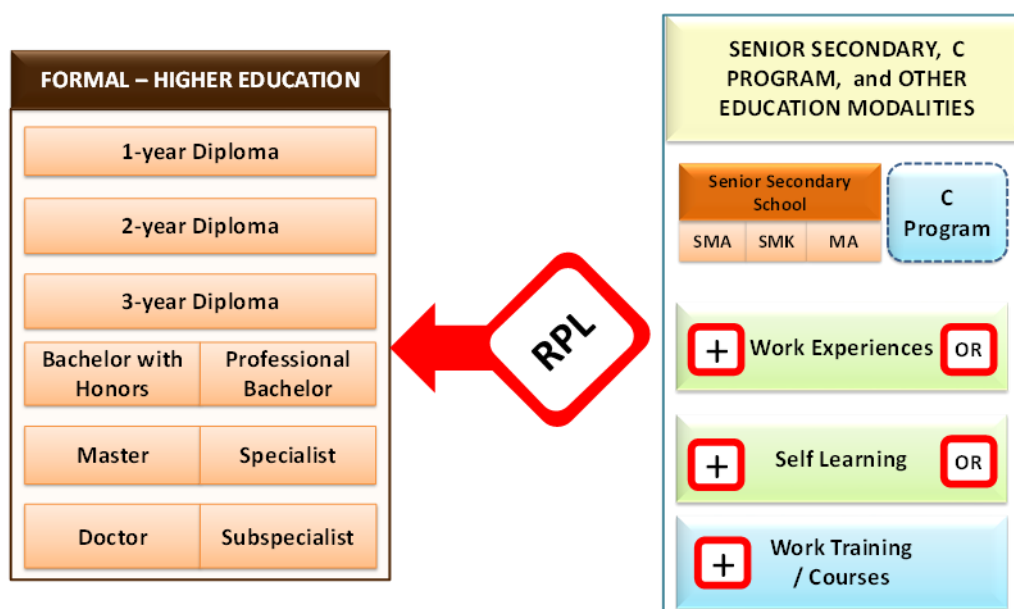 FORMAL – HIGHER EDUCATION
1-year Diploma
2-year Diploma
3-year Diploma
Bachelor with
Honors
Professional
Bachelor
Master
Specialist
Doctor
Subspecialist
RPL
SENIOR SECONDARY, C
PROGRAM, and OTHER
EDUCATION MODALITIES
Senior Secondary
School
SMA
SMK
MA
C
Program
+ Work Experiences OR
+ Self Learning OR
+ Work Training
/ Courses